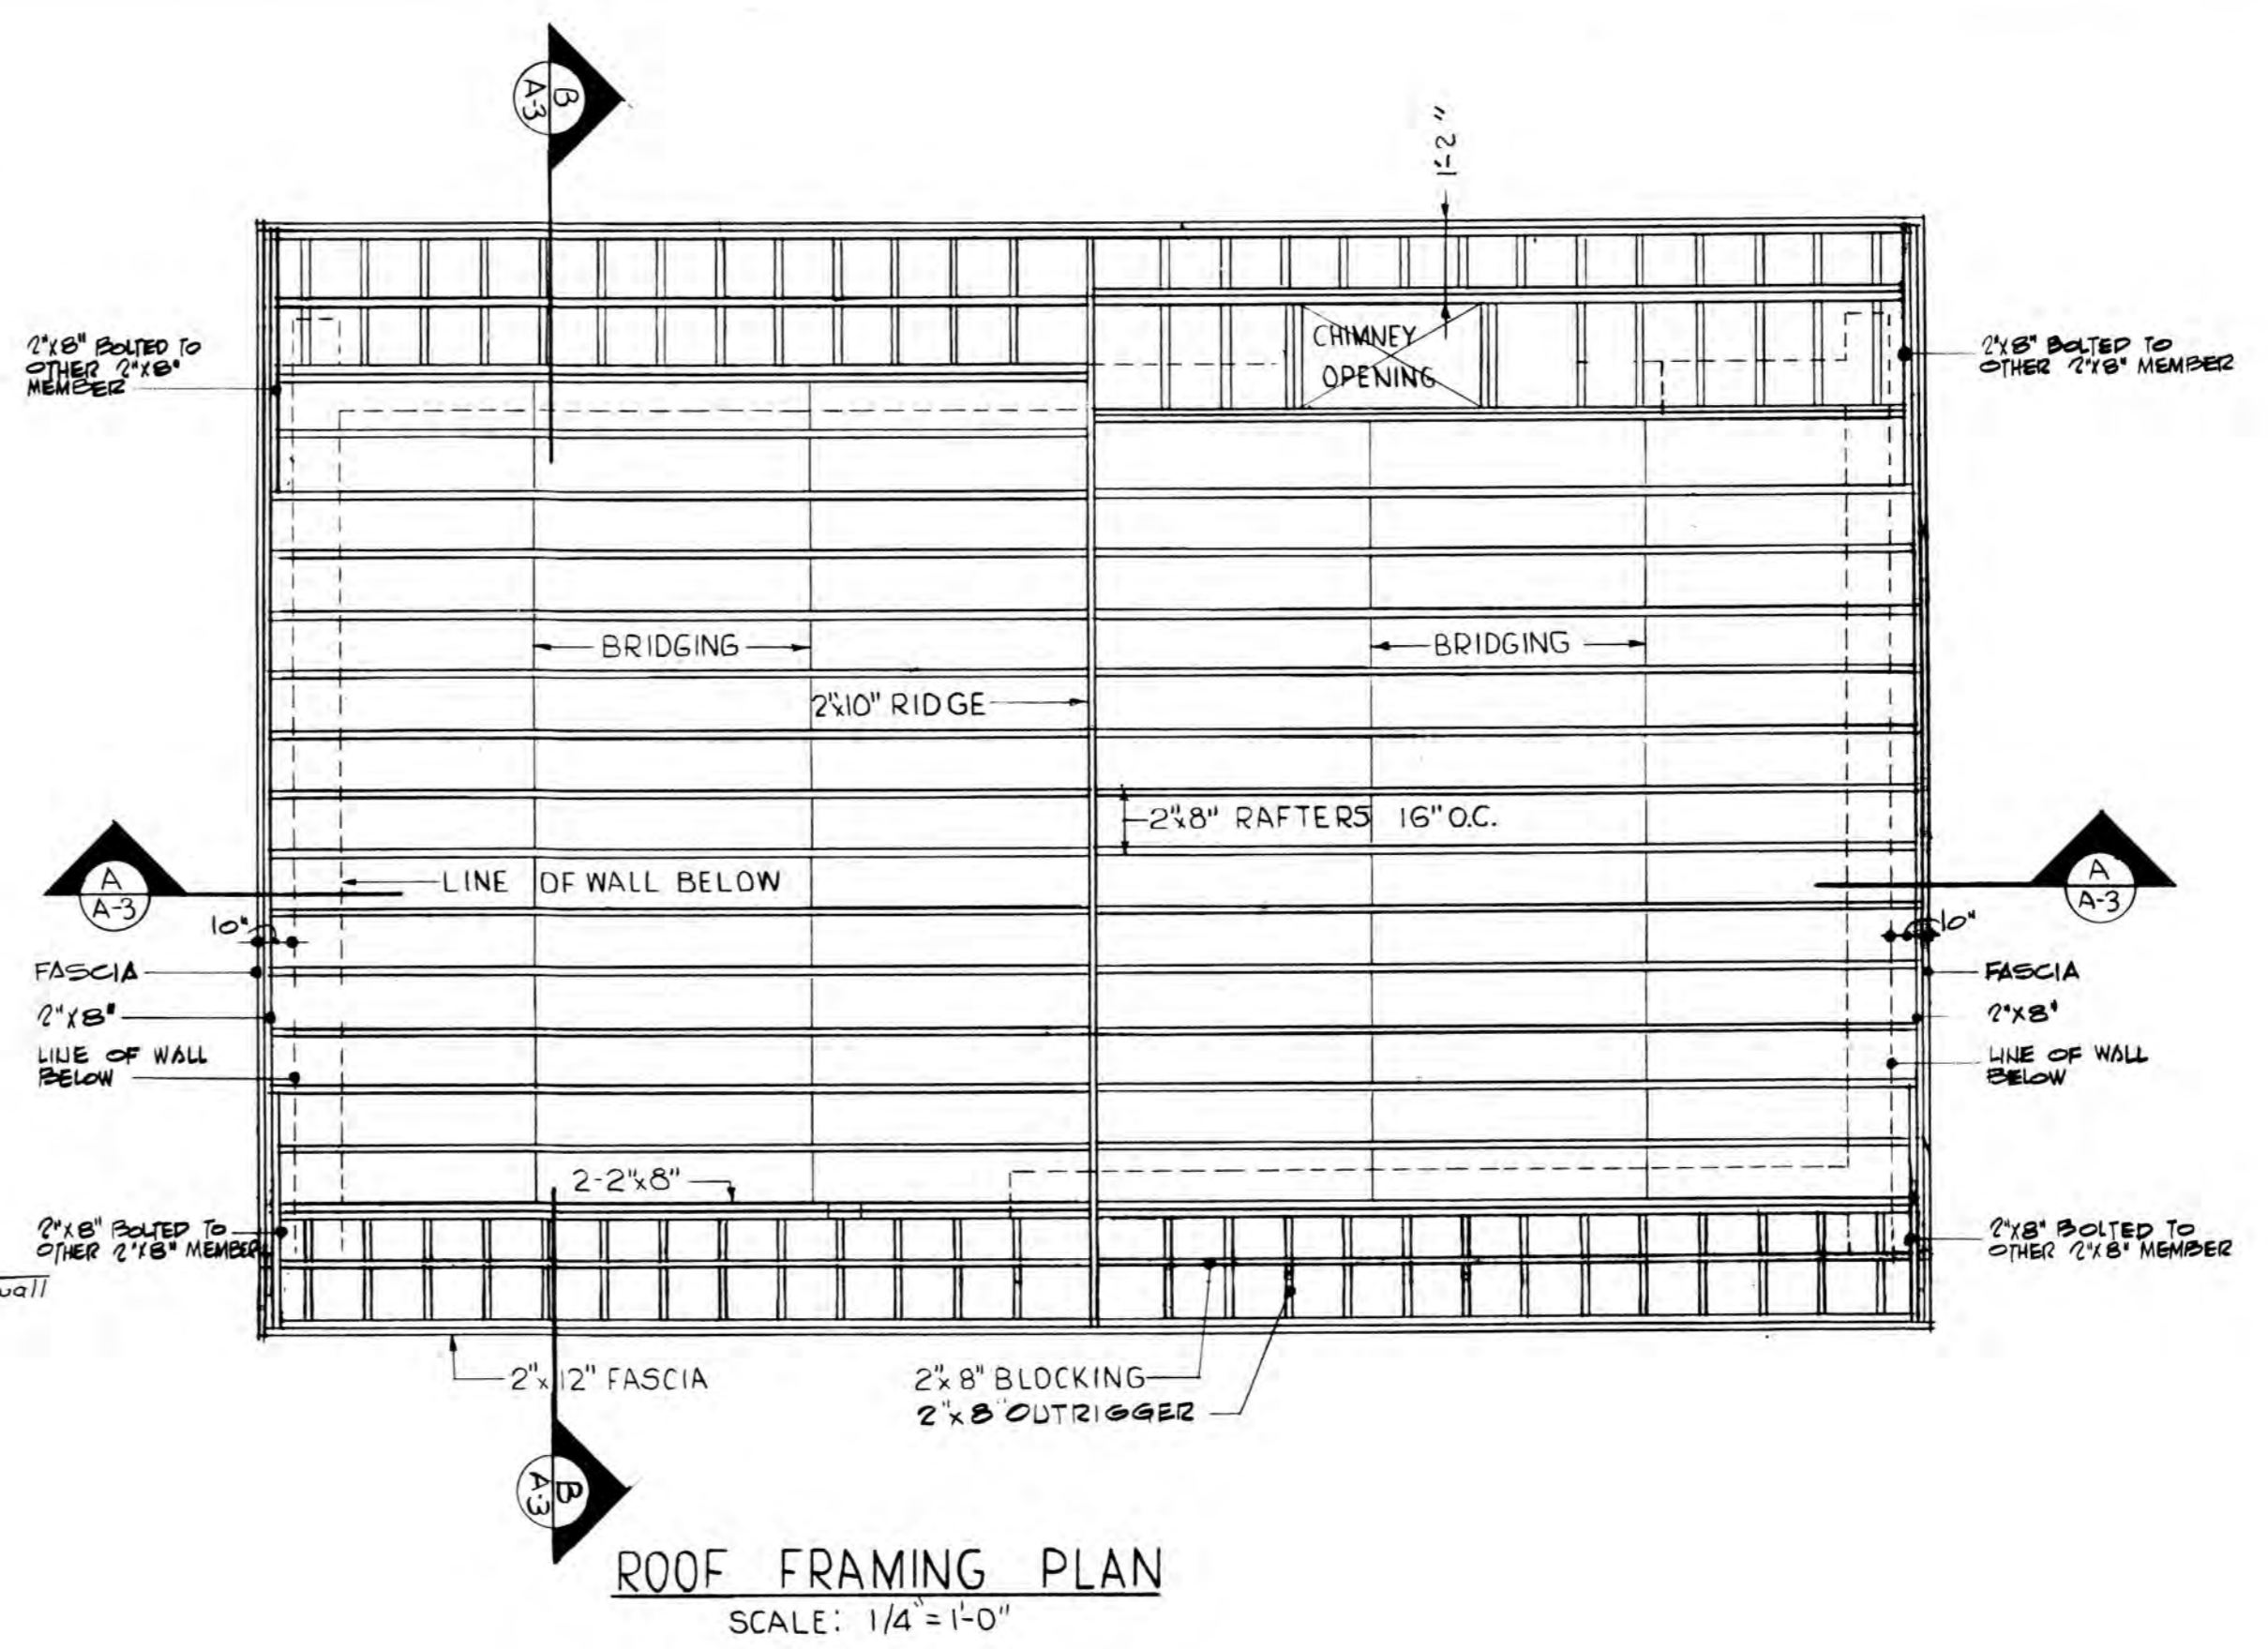 B
A-3
1'-2"
CHIMNEY
OPENING
2"X8" BOLTED TO
OTHER 2"X8"
MEMBER
2"X8" BOLTED TO
OTHER 2"X8" MEMBER
BRIDGING
BRIDGING
2"x10" RIDGE
2"x8" RAFTERS 16" O.C.
LINE OF WALL BELOW
A
A-3
A
A-3
10"
10"
FASCIA
FASCIA
2"X8"
2"X8"
LINE OF WALL
BELOW
LINE OF WALL
BELOW
2-2"x8"
2"X8" BOLTED TO
OTHER 2"X8" MEMBER
2"X8" BOLTED TO
OTHER 2"X8" MEMBER
wall
2"x12" FASCIA
2"x8" BLOCKING
2"x8" OUTRIGGER
B
A-3
ROOF FRAMING PLAN
SCALE: 1/4"=1'-0"